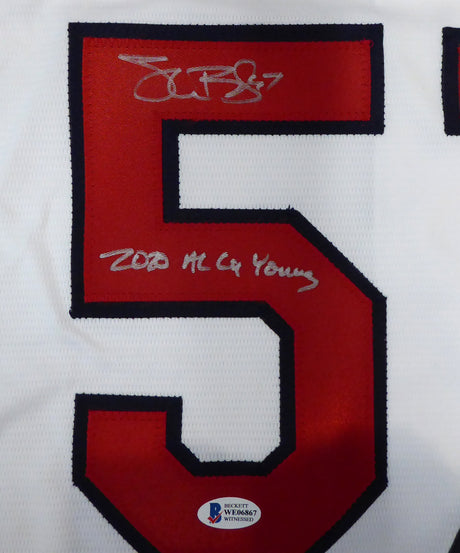 5
2020 AL Cy Young
B
BECKETT
WE06867
WITNESSED